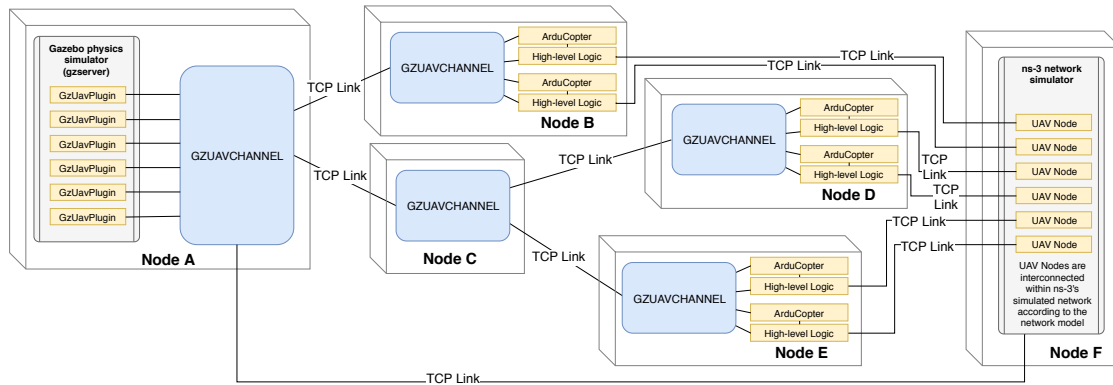 Gazebo physics
simulator
(gzserver)
GzUavPlugin
GzUavPlugin
GzUavPlugin
GzUavPlugin
GzUavPlugin
GzUavPlugin
GZUAVCHANNEL
Node A
TCP Link
TCP Link
GZUAVCHANNEL
ArduCopter
High-level Logic
ArduCopter
High-level Logic
Node B
GZUAVCHANNEL
Node C
TCP Link
TCP Link
GZUAVCHANNEL
ArduCopter
High-level Logic
ArduCopter
High-level Logic
Node D
GZUAVCHANNEL
ArduCopter
High-level Logic
ArduCopter
High-level Logic
Node E
TCP Link
TCP Link
TCP
Link
TCP
Link
TCP Link
TCP Link
ns-3 network
simulator
UAV Node
UAV Node
UAV Node
UAV Node
UAV Node
UAV Node
UAV Nodes are
interconnected
within ns-3's
simulated network
according to the
network model
Node F
TCP Link